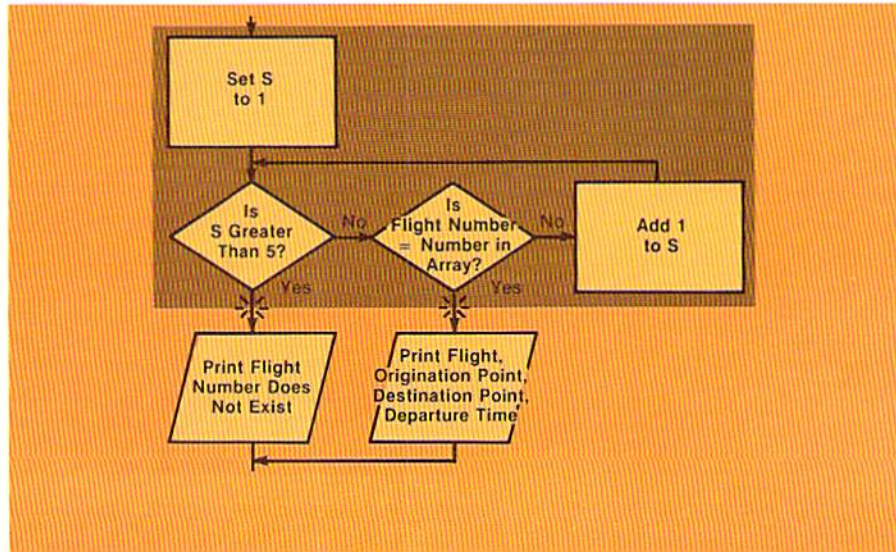 Set S
to 1
Is
S Greater
Than 5?
No
Yes
Is
Flight Number
= Number in
Array?
No
Yes
Add 1
to S
Print Flight
Number Does
Not Exist
Print Flight,
Origination Point,
Destination Point,
Departure Time